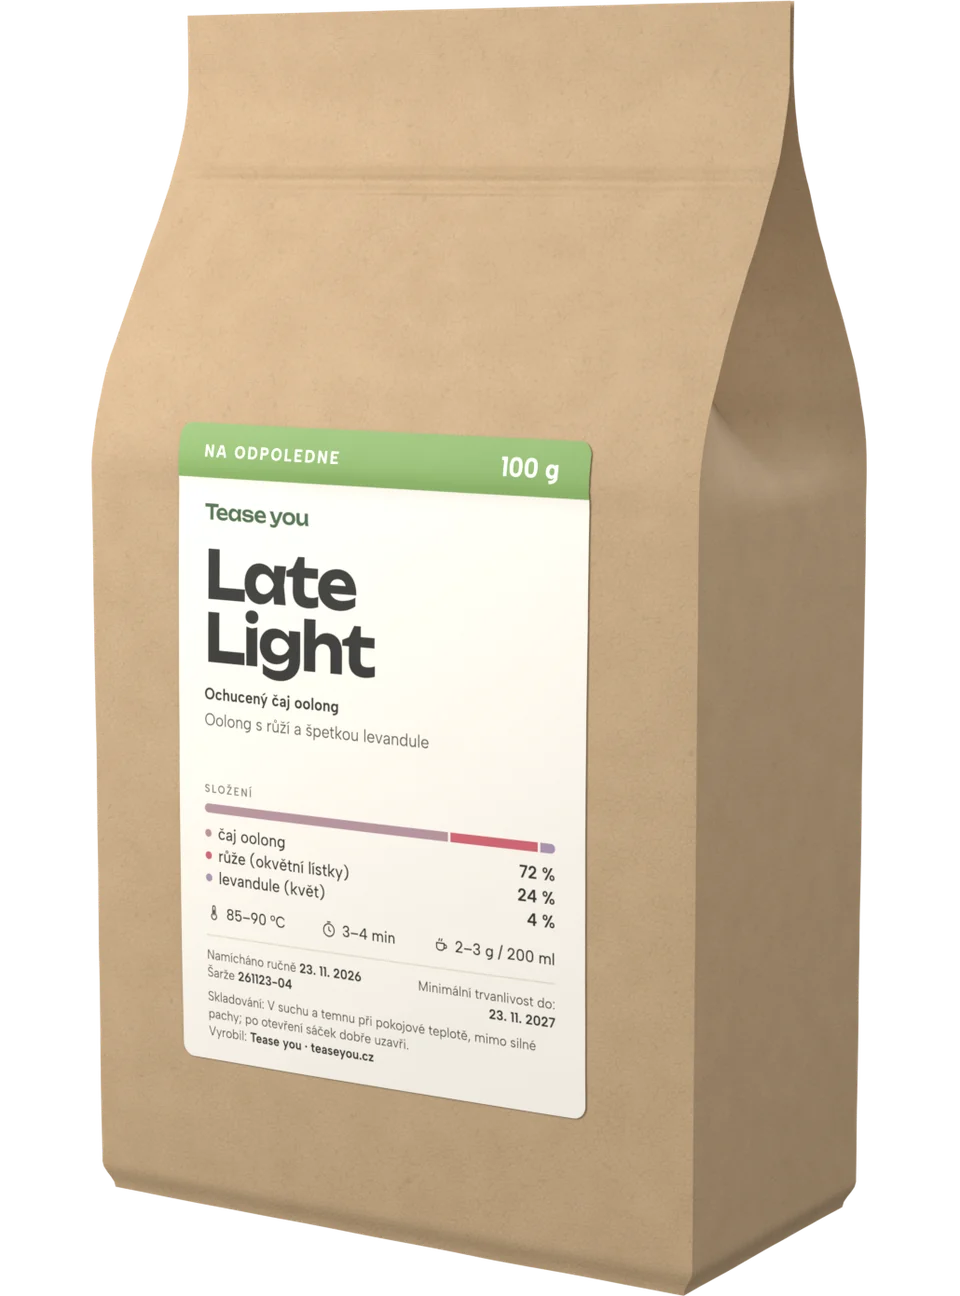 NA ODPOLEDNE
100 g
Tease you
Late
Light
Ochucený čaj oolong
Oolong s růží a špetkou levandule
SLOŽENÍ
čaj oolong 72 %
růže (okvětní lístky) 24 %
levandule (květ) 4 %
85–90 °C 3–4 min 2–3 g / 200 ml
Namícháno ručně 23. 11. 2026
Šarže 261123-04
Minimální trvanlivost do:
23. 11. 2027
Skladování: V suchu a temnu při pokojové teplotě, mimo silné
pachy; po otevření sáček dobře uzavři.
Vyrobil: Tease you · teaseyou.cz